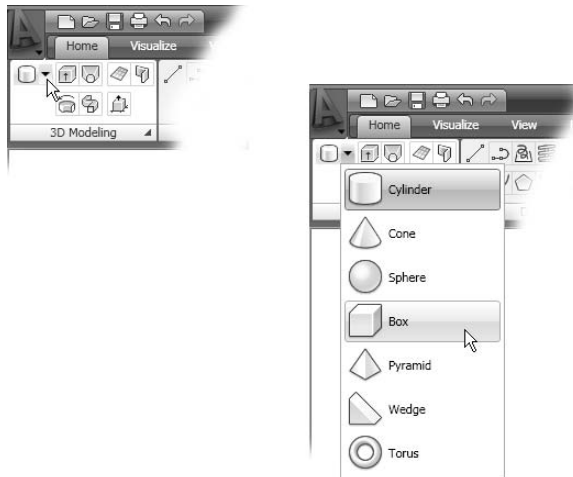 Home Visualize
3D Modeling
Home Visualize View
Cylinder
Cone
Sphere
Box
Pyramid
Wedge
Torus